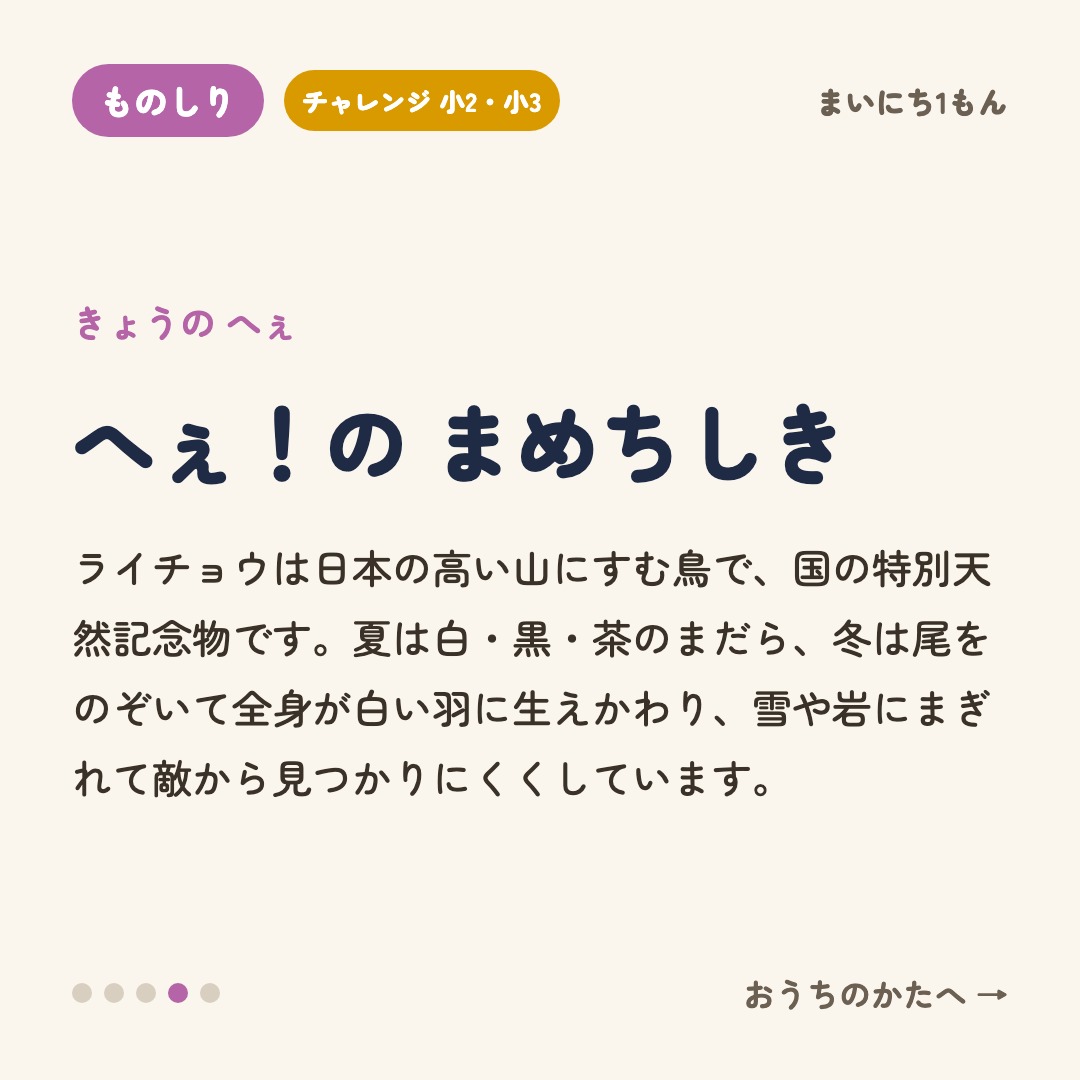 ものしり
チャレンジ 小2・小3
まいにち1もん
きょうの へぇ
へぇ！の まめちしき
ライチョウは日本の高い山にすむ鳥で、国の特別天
然記念物です。夏は白・黒・茶のまだら、冬は尾を
のぞいて全身が白い羽に生えかわり、雪や岩にまぎ
れて敵から見つかりにくくしています。
おうちのかたへ →